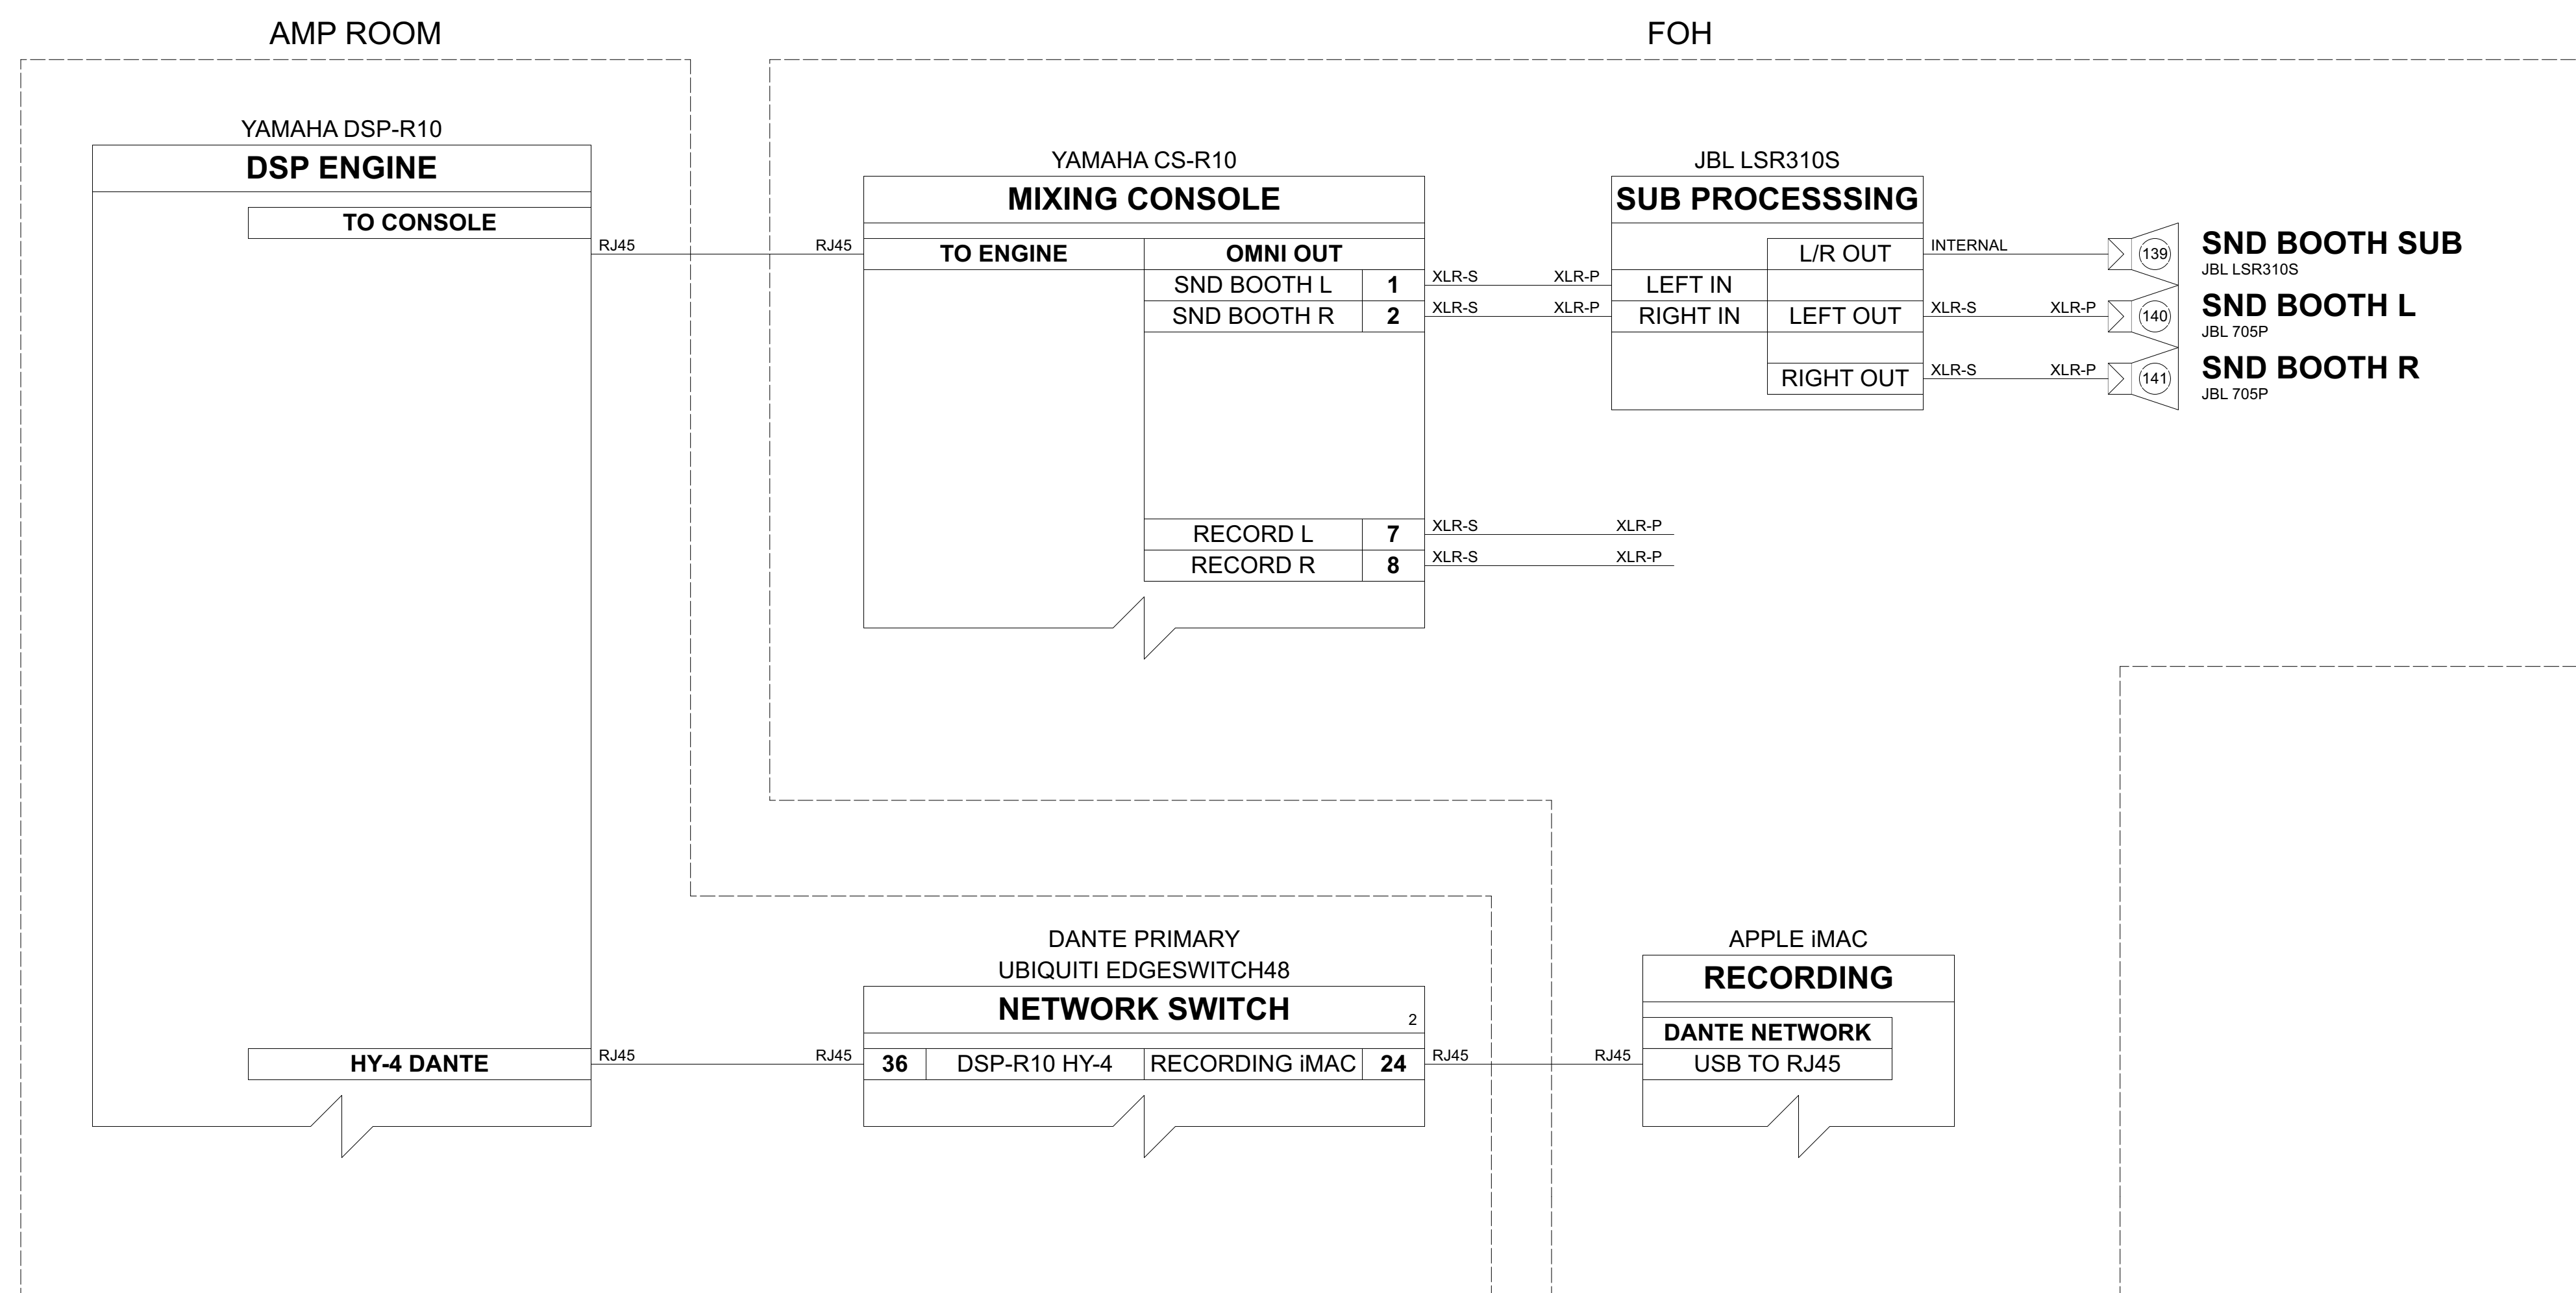 AMP ROOM
FOH
YAMAHA DSP-R10
DSP ENGINE
TO CONSOLE
RJ45
RJ45
YAMAHA CS-R10
MIXING CONSOLE
TO ENGINE
OMNI OUT
SND BOOTH L
1
SND BOOTH R
2
RECORD L
7
RECORD R
8
XLR-S
XLR-P
XLR-S
XLR-P
XLR-S
XLR-P
XLR-S
XLR-P
JBL LSR310S
SUB PROCESSSING
L/R OUT
LEFT IN
RIGHT IN
LEFT OUT
RIGHT OUT
INTERNAL
139
SND BOOTH SUB
JBL LSR310S
XLR-S
XLR-P
140
SND BOOTH L
JBL 705P
XLR-S
XLR-P
141
SND BOOTH R
JBL 705P
HY-4 DANTE
RJ45
RJ45
DANTE PRIMARY
UBIQUITI EDGESWITCH48
NETWORK SWITCH
2
36
DSP-R10 HY-4
RECORDING iMAC
24
RJ45
RJ45
APPLE iMAC
RECORDING
DANTE NETWORK
USB TO RJ45